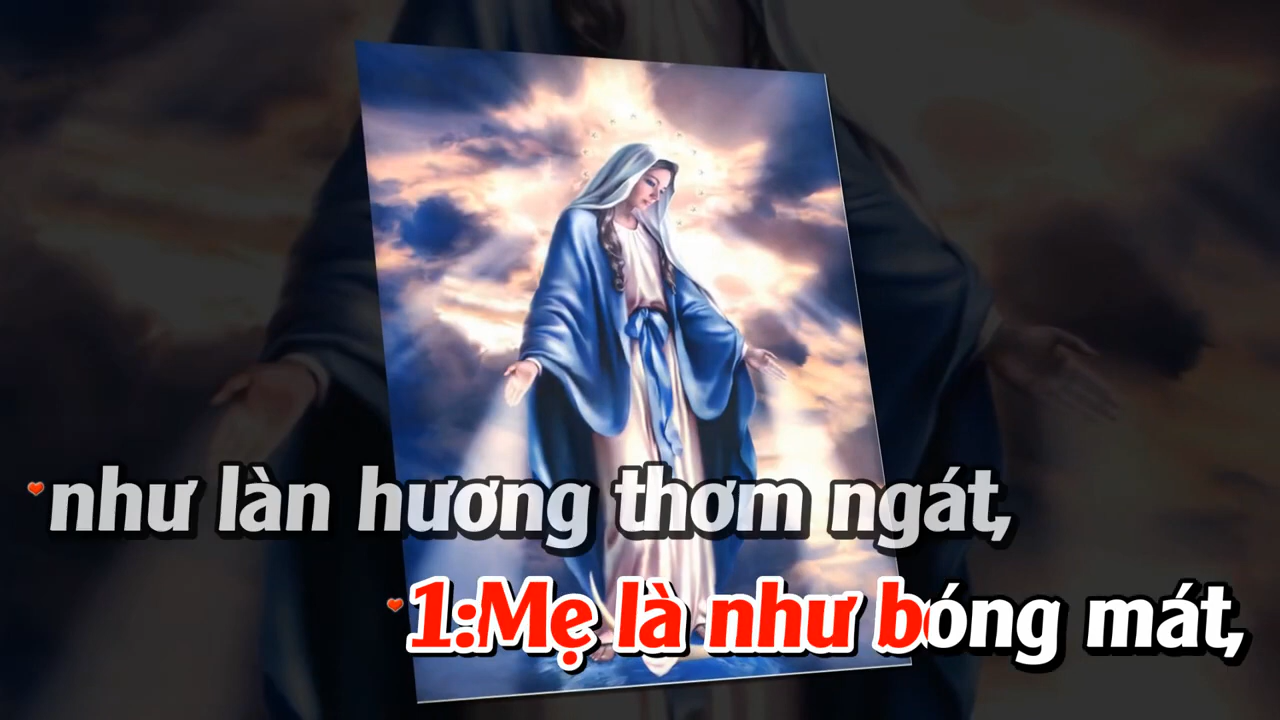 như làn hương thơm ngát,
1:Mẹ là như bóng mát,